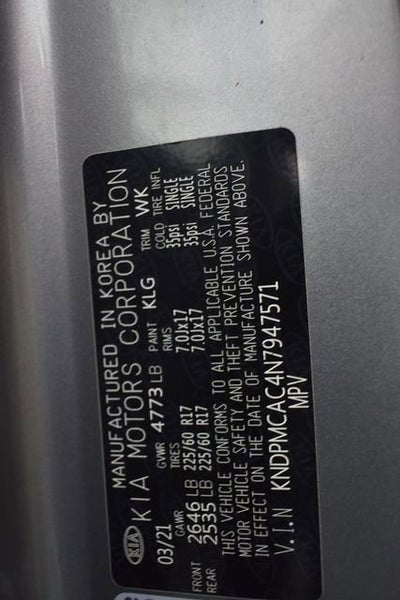 MANUFACTURED IN KOREA BY
KIA KIA MOTORS CORPORATION
03/21 GVWR 4773 LB PAINT KLG TRIM WK
GAWR TIRES RIMS COLD TIRE INFL
FRONT 2646 LB 225/60 R17 7.0JX17 35psi SINGLE
REAR 2535 LB 225/60 R17 7.0JX17 35psi SINGLE
THIS VEHICLE CONFORMS TO ALL APPLICABLE U.S.A. FEDERAL
MOTOR VEHICLE SAFETY AND THEFT PREVENTION STANDARDS
IN EFFECT ON THE DATE OF MANUFACTURE SHOWN ABOVE.
V.I.N KNDPMCAC4N7947571
MPV